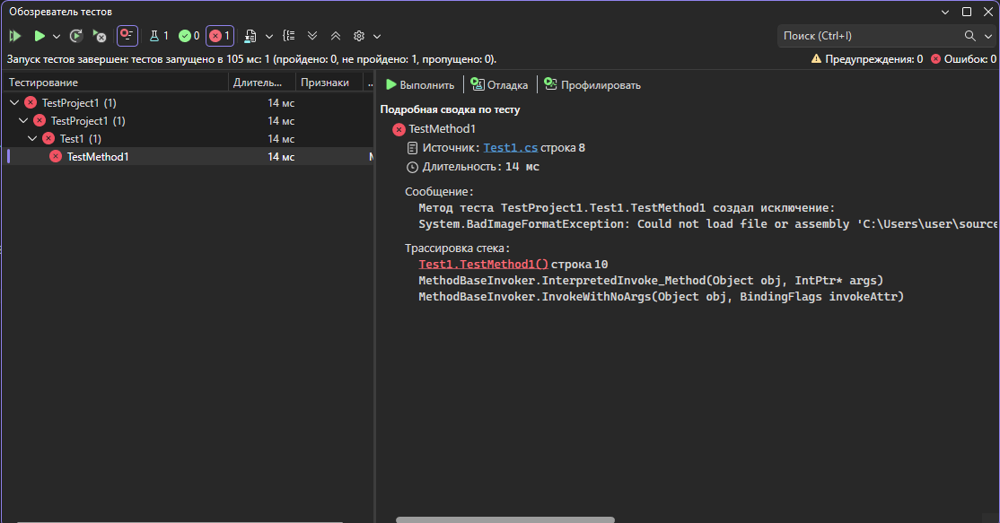 Обозреватель тестов
1 0 1 Поиск (Ctrl+I)
Запуск тестов завершен: тестов запущено в 105 мс: 1 (пройдено: 0, не пройдено: 1, пропущено: 0). Предупреждения: 0 Ошибок: 0
Тестирование Длитель... Признаки ..
TestProject1 (1) 14 мс
TestProject1 (1) 14 мс
Test1 (1) 14 мс
TestMethod1 14 мс
Выполнить Отладка Профилировать
Подробная сводка по тесту
TestMethod1
Источник: Test1.cs строка 8
Длительность: 14 мс
Сообщение:
Метод теста TestProject1.Test1.TestMethod1 создал исключение:
System.BadImageFormatException: Could not load file or assembly 'C:\Users\user\source
Трассировка стека:
Test1.TestMethod1() строка 10
MethodBaseInvoker.InterpretedInvoke_Method(Object obj, IntPtr* args)
MethodBaseInvoker.InvokeWithNoArgs(Object obj, BindingFlags invokeAttr)